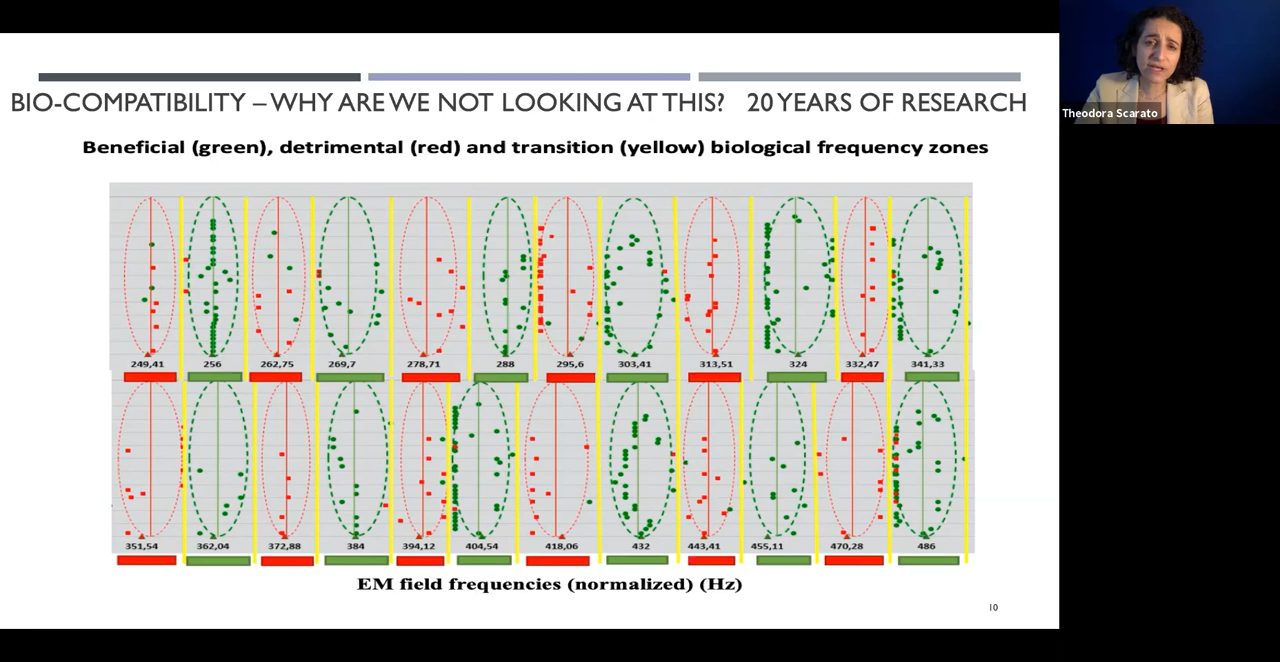 BIO-COMPATIBILITY – WHY ARE WE NOT LOOKING AT THIS? 20 YEARS OF RESEARCH
Theodora Scarato
Beneficial (green), detrimental (red) and transition (yellow) biological frequency zones
249,41 256 262,75 269,7 278,71 288 295,6 303,41 313,51 324 332,47 341,33
351,54 362,04 372,88 384 394,12 404,54 418,06 432 443,41 455,11 470,28 486
EM field frequencies (normalized) (Hz)
10